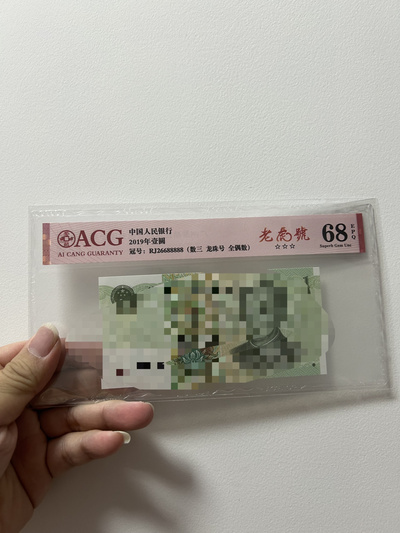 ACG
AI CANG GUARANTY
中国人民银行
2019年壹圆
冠号：RJ26688888（数三 龙珠号 全偶数）
老虎號
☆☆☆
68
EPQ
Superb Gem Unc
1